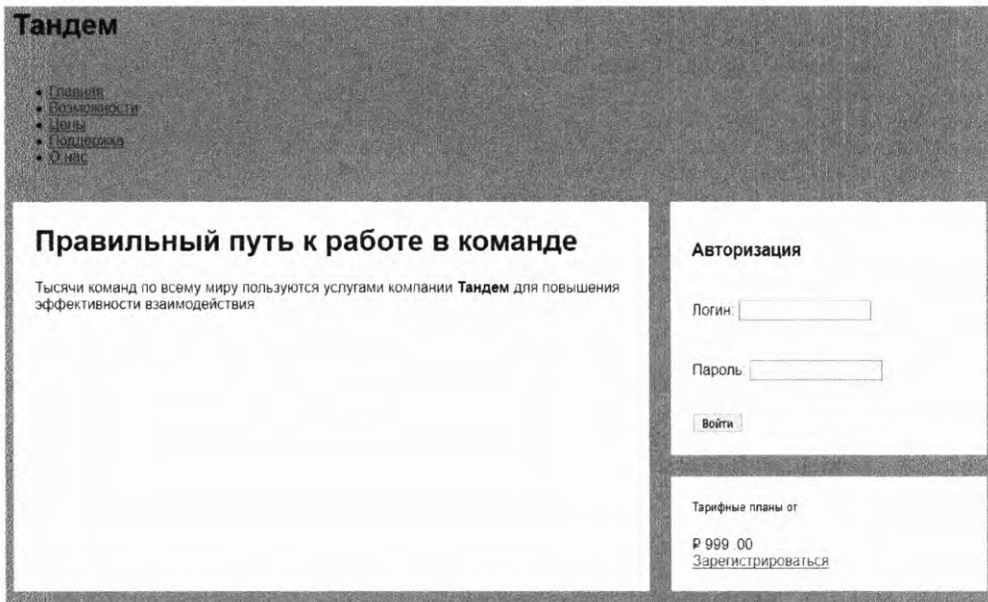 Тандем
Главная
Возможности
Цены
Поддержка
О нас
Правильный путь к работе в команде
Тысячи команд по всему миру пользуются услугами компании Тандем для повышения
эффективности взаимодействия
Авторизация
Логин:
Пароль:
Войти
Тарифные планы от
₽ 999 .00
Зарегистрироваться